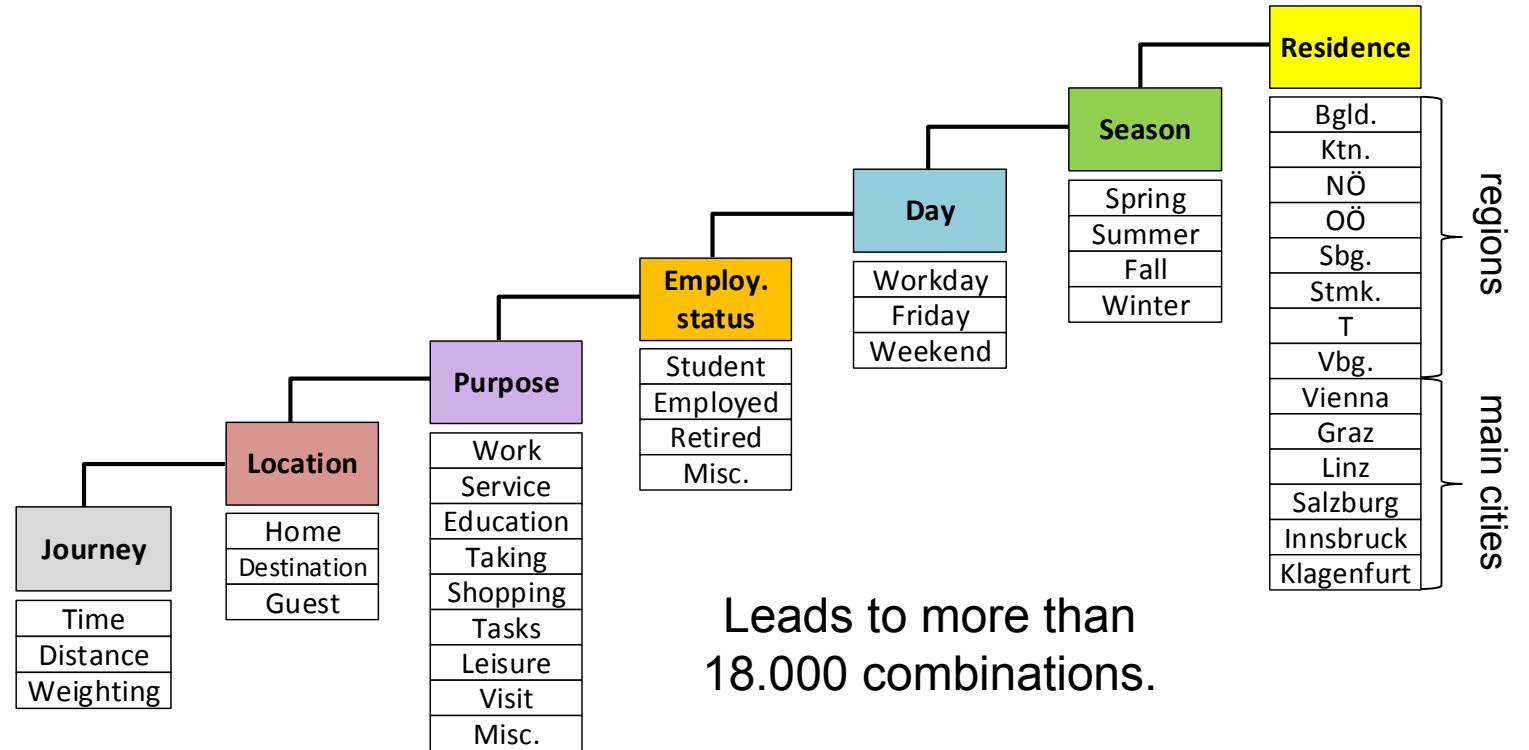 Journey
Time
Distance
Weighting
Location
Home
Destination
Guest
Purpose
Work
Service
Education
Taking
Shopping
Tasks
Leisure
Visit
Misc.
Employ.
status
Student
Employed
Retired
Misc.
Day
Workday
Friday
Weekend
Season
Spring
Summer
Fall
Winter
Residence
Bgld.
Ktn.
NÖ
OÖ
Sbg.
Stmk.
T
Vbg.
Vienna
Graz
Linz
Salzburg
Innsbruck
Klagenfurt
regions
main cities
Leads to more than
18.000 combinations.